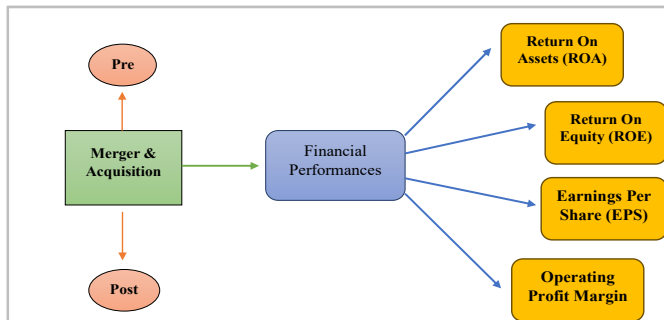 Pre
Merger &
Acquisition
Post
Financial
Performances
Return On
Assets (ROA)
Return On
Equity (ROE)
Earnings Per
Share (EPS)
Operating
Profit Margin